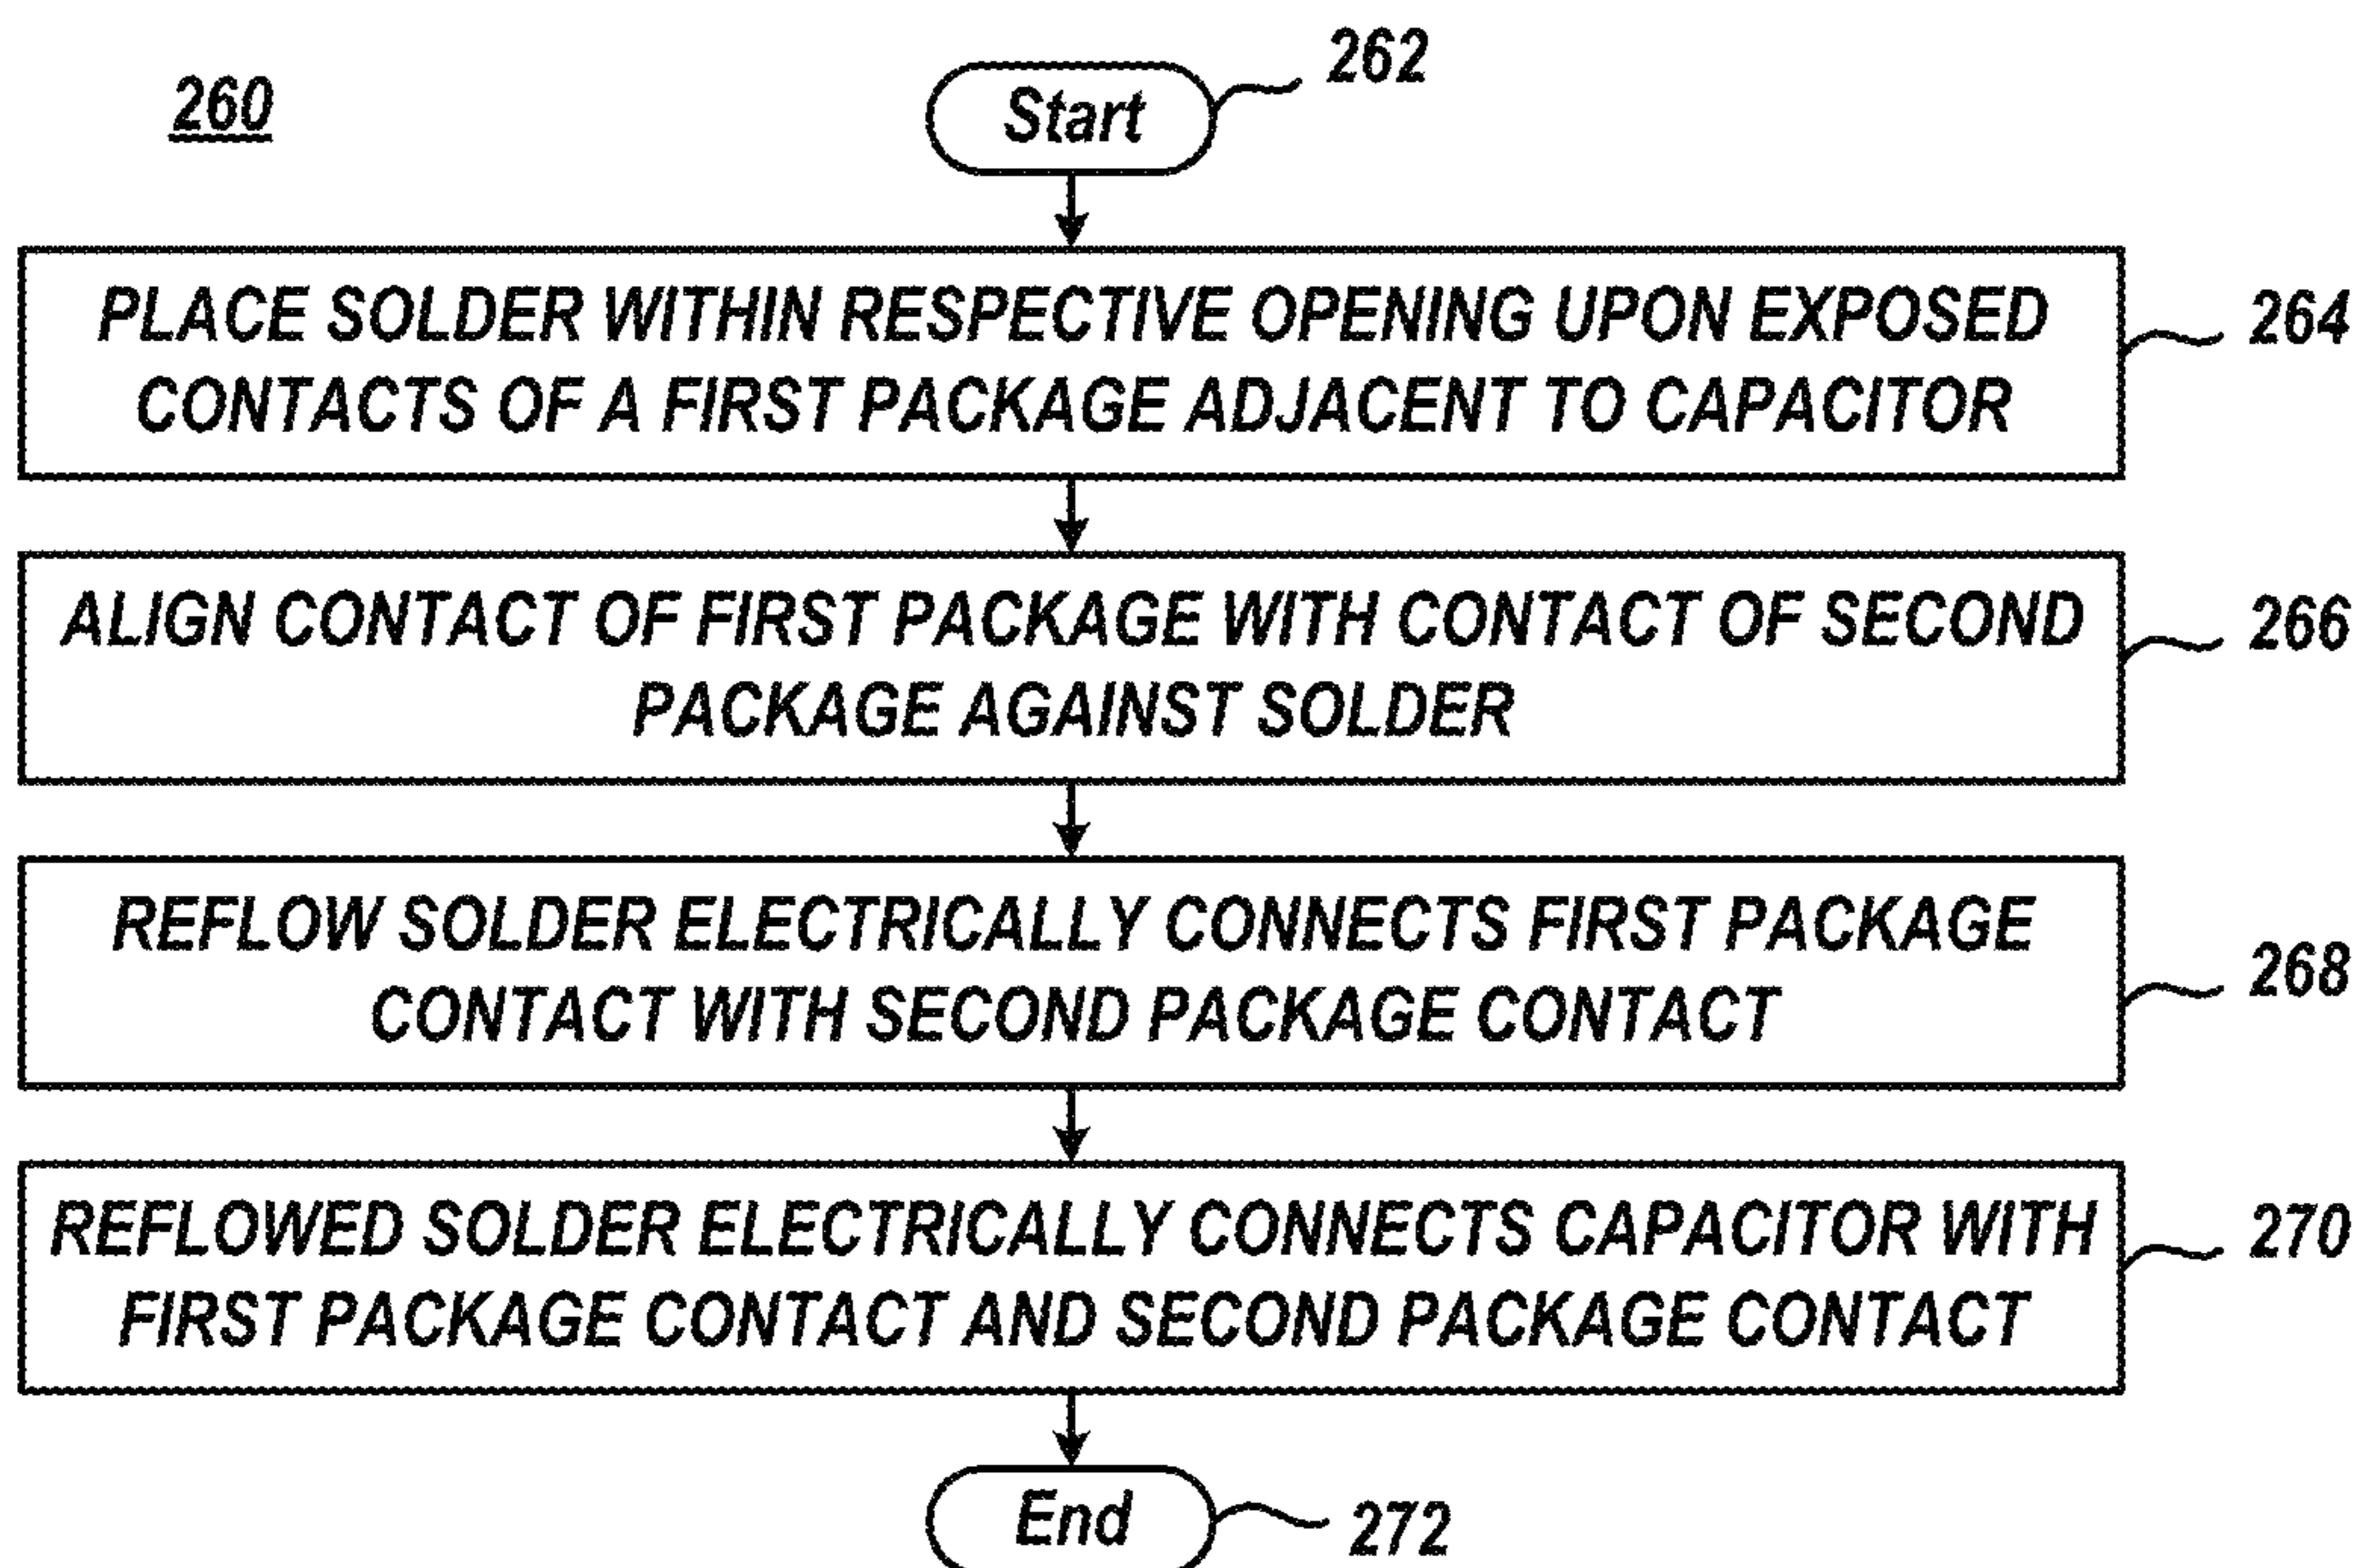 260
Start
262
PLACE SOLDER WITHIN RESPECTIVE OPENING UPON EXPOSED
CONTACTS OF A FIRST PACKAGE ADJACENT TO CAPACITOR
264
ALIGN CONTACT OF FIRST PACKAGE WITH CONTACT OF SECOND
PACKAGE AGAINST SOLDER
266
REFLOW SOLDER ELECTRICALLY CONNECTS FIRST PACKAGE
CONTACT WITH SECOND PACKAGE CONTACT
268
REFLOWED SOLDER ELECTRICALLY CONNECTS CAPACITOR WITH
FIRST PACKAGE CONTACT AND SECOND PACKAGE CONTACT
270
End
272